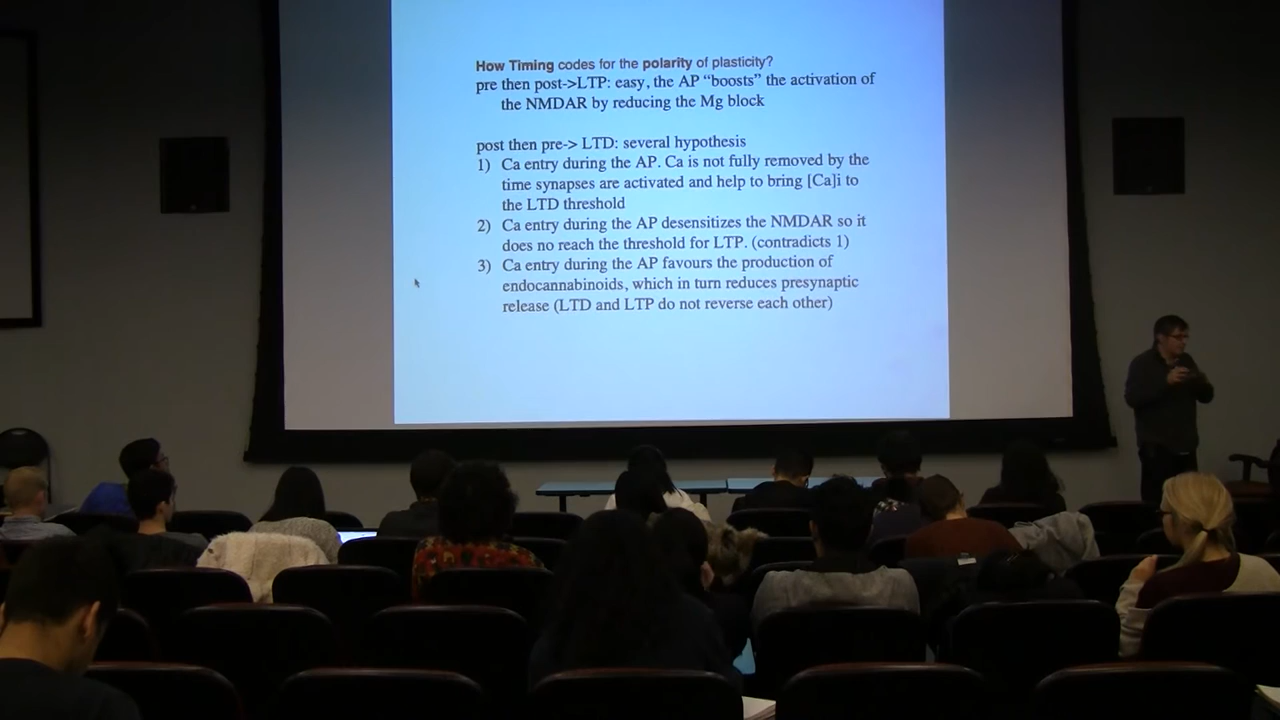 How Timing codes for the polarity of plasticity?
pre then post->LTP: easy, the AP “boosts” the activation of
the NMDAR by reducing the Mg block
post then pre-> LTD: several hypothesis
1) Ca entry during the AP. Ca is not fully removed by the
time synapses are activated and help to bring [Ca]i to
the LTD threshold
2) Ca entry during the AP desensitizes the NMDAR so it
does no reach the threshold for LTP. (contradicts 1)
3) Ca entry during the AP favours the production of
endocannabinoids, which in turn reduces presynaptic
release (LTD and LTP do not reverse each other)